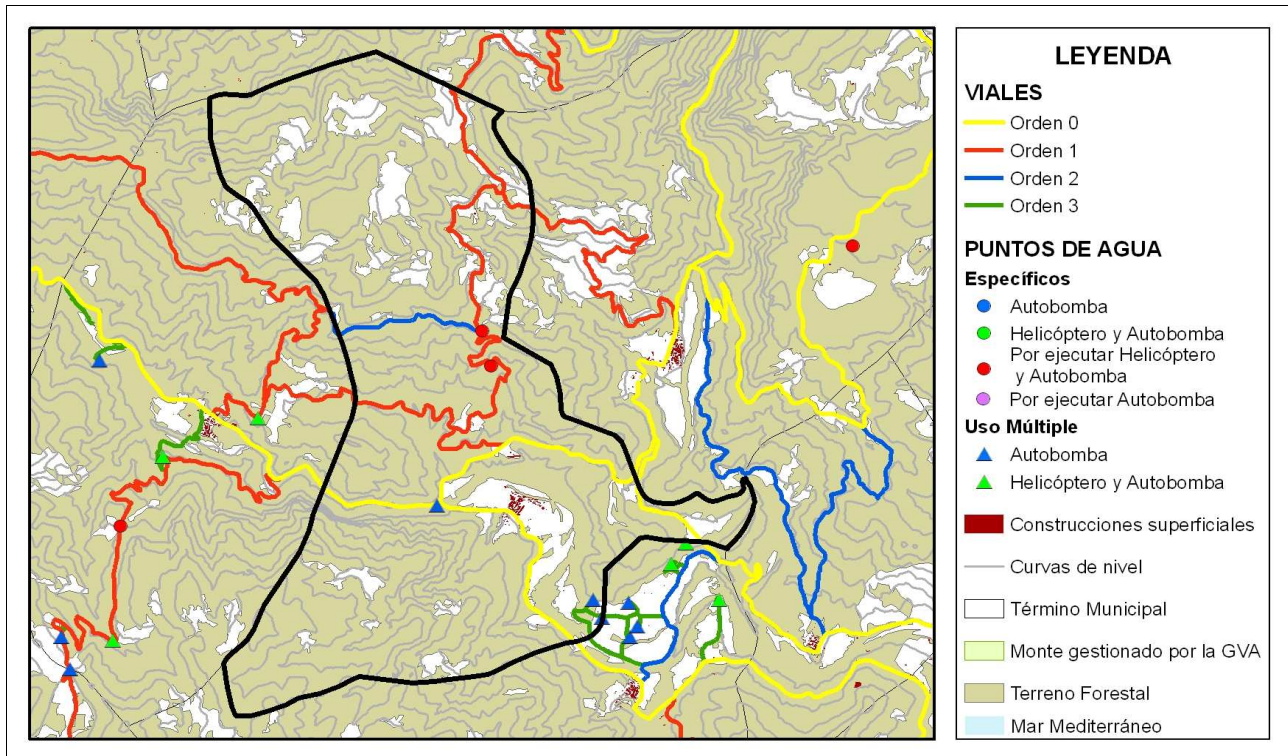 LEYENDA
VIALES
Orden 0
Orden 1
Orden 2
Orden 3
PUNTOS DE AGUA
Específicos
Autobomba
Helicóptero y Autobomba
Por ejecutar Helicóptero
y Autobomba
Por ejecutar Autobomba
Uso Múltiple
Autobomba
Helicóptero y Autobomba
Construcciones superficiales
Curvas de nivel
Término Municipal
Monte gestionado por la GVA
Terreno Forestal
Mar Mediterráneo